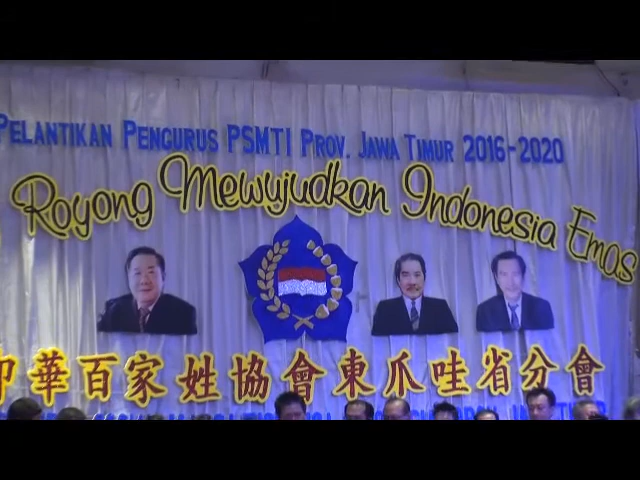 Pelantikan Pengurus PSMTI Prov. Jawa Timur 2016-2020
Royong Mewujudkan Indonesia Emas
印華百家姓協會東爪哇省分會